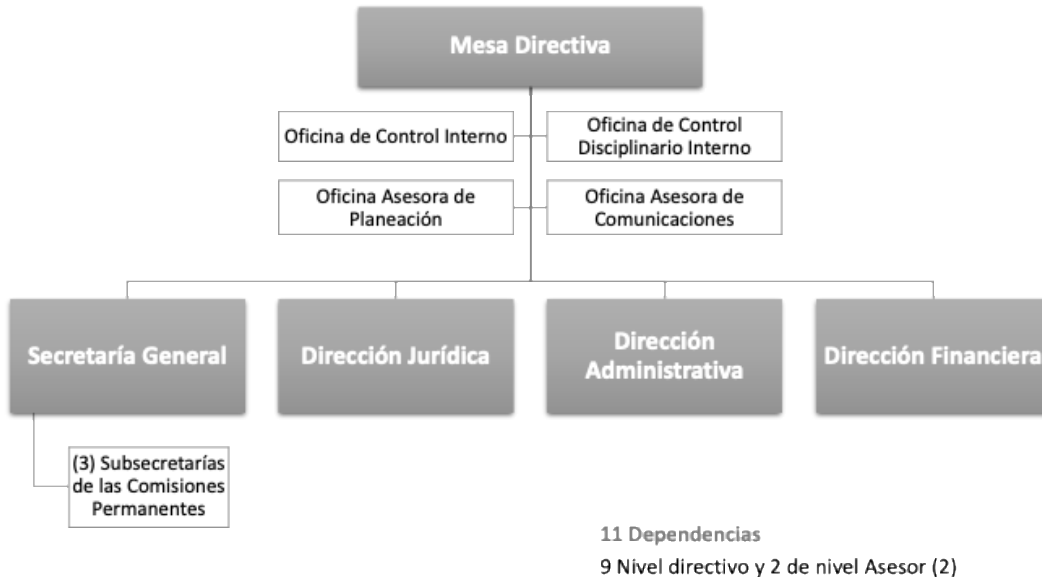 Mesa Directiva
Oficina de Control Interno
Oficina de Control
Disciplinario Interno
Oficina Asesora de
Planeación
Oficina Asesora de
Comunicaciones
Secretaría General
Dirección Jurídica
Dirección
Administrativa
Dirección Financiera
(3) Subsecretarías
de las Comisiones
Permanentes
11 Dependencias
9 Nivel directivo y 2 de nivel Asesor (2)